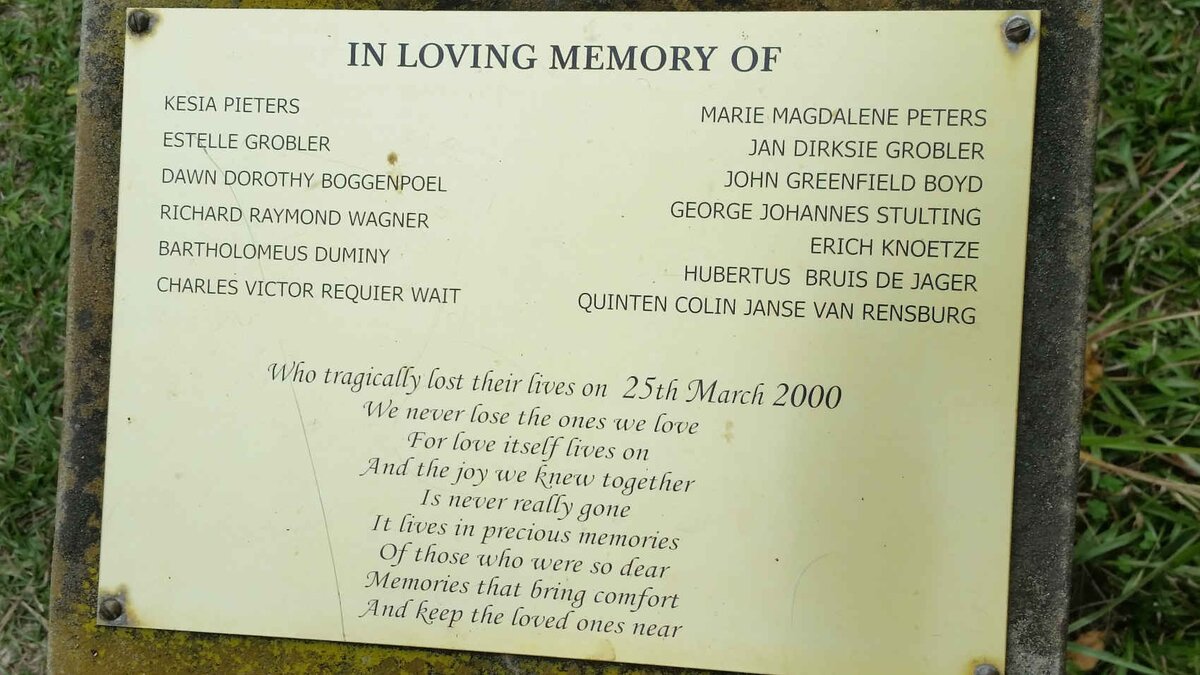 IN LOVING MEMORY OF
KESIA PIETERS
ESTELLE GROBLER
DAWN DOROTHY BOGGENPOEL
RICHARD RAYMOND WAGNER
BARTHOLOMEUS DUMINY
CHARLES VICTOR REQUIER WAIT
MARIE MAGDALENE PETERS
JAN DIRKSIE GROBLER
JOHN GREENFIELD BOYD
GEORGE JOHANNES STULTING
ERICH KNOETZE
HUBERTUS BRUIS DE JAGER
QUINTEN COLIN JANSE VAN RENSBURG
Who tragically lost their lives on 25th March 2000
We never lose the ones we love
For love itself lives on
And the joy we knew together
Is never really gone
It lives in precious memories
Of those who were so dear
Memories that bring comfort
And keep the loved ones near